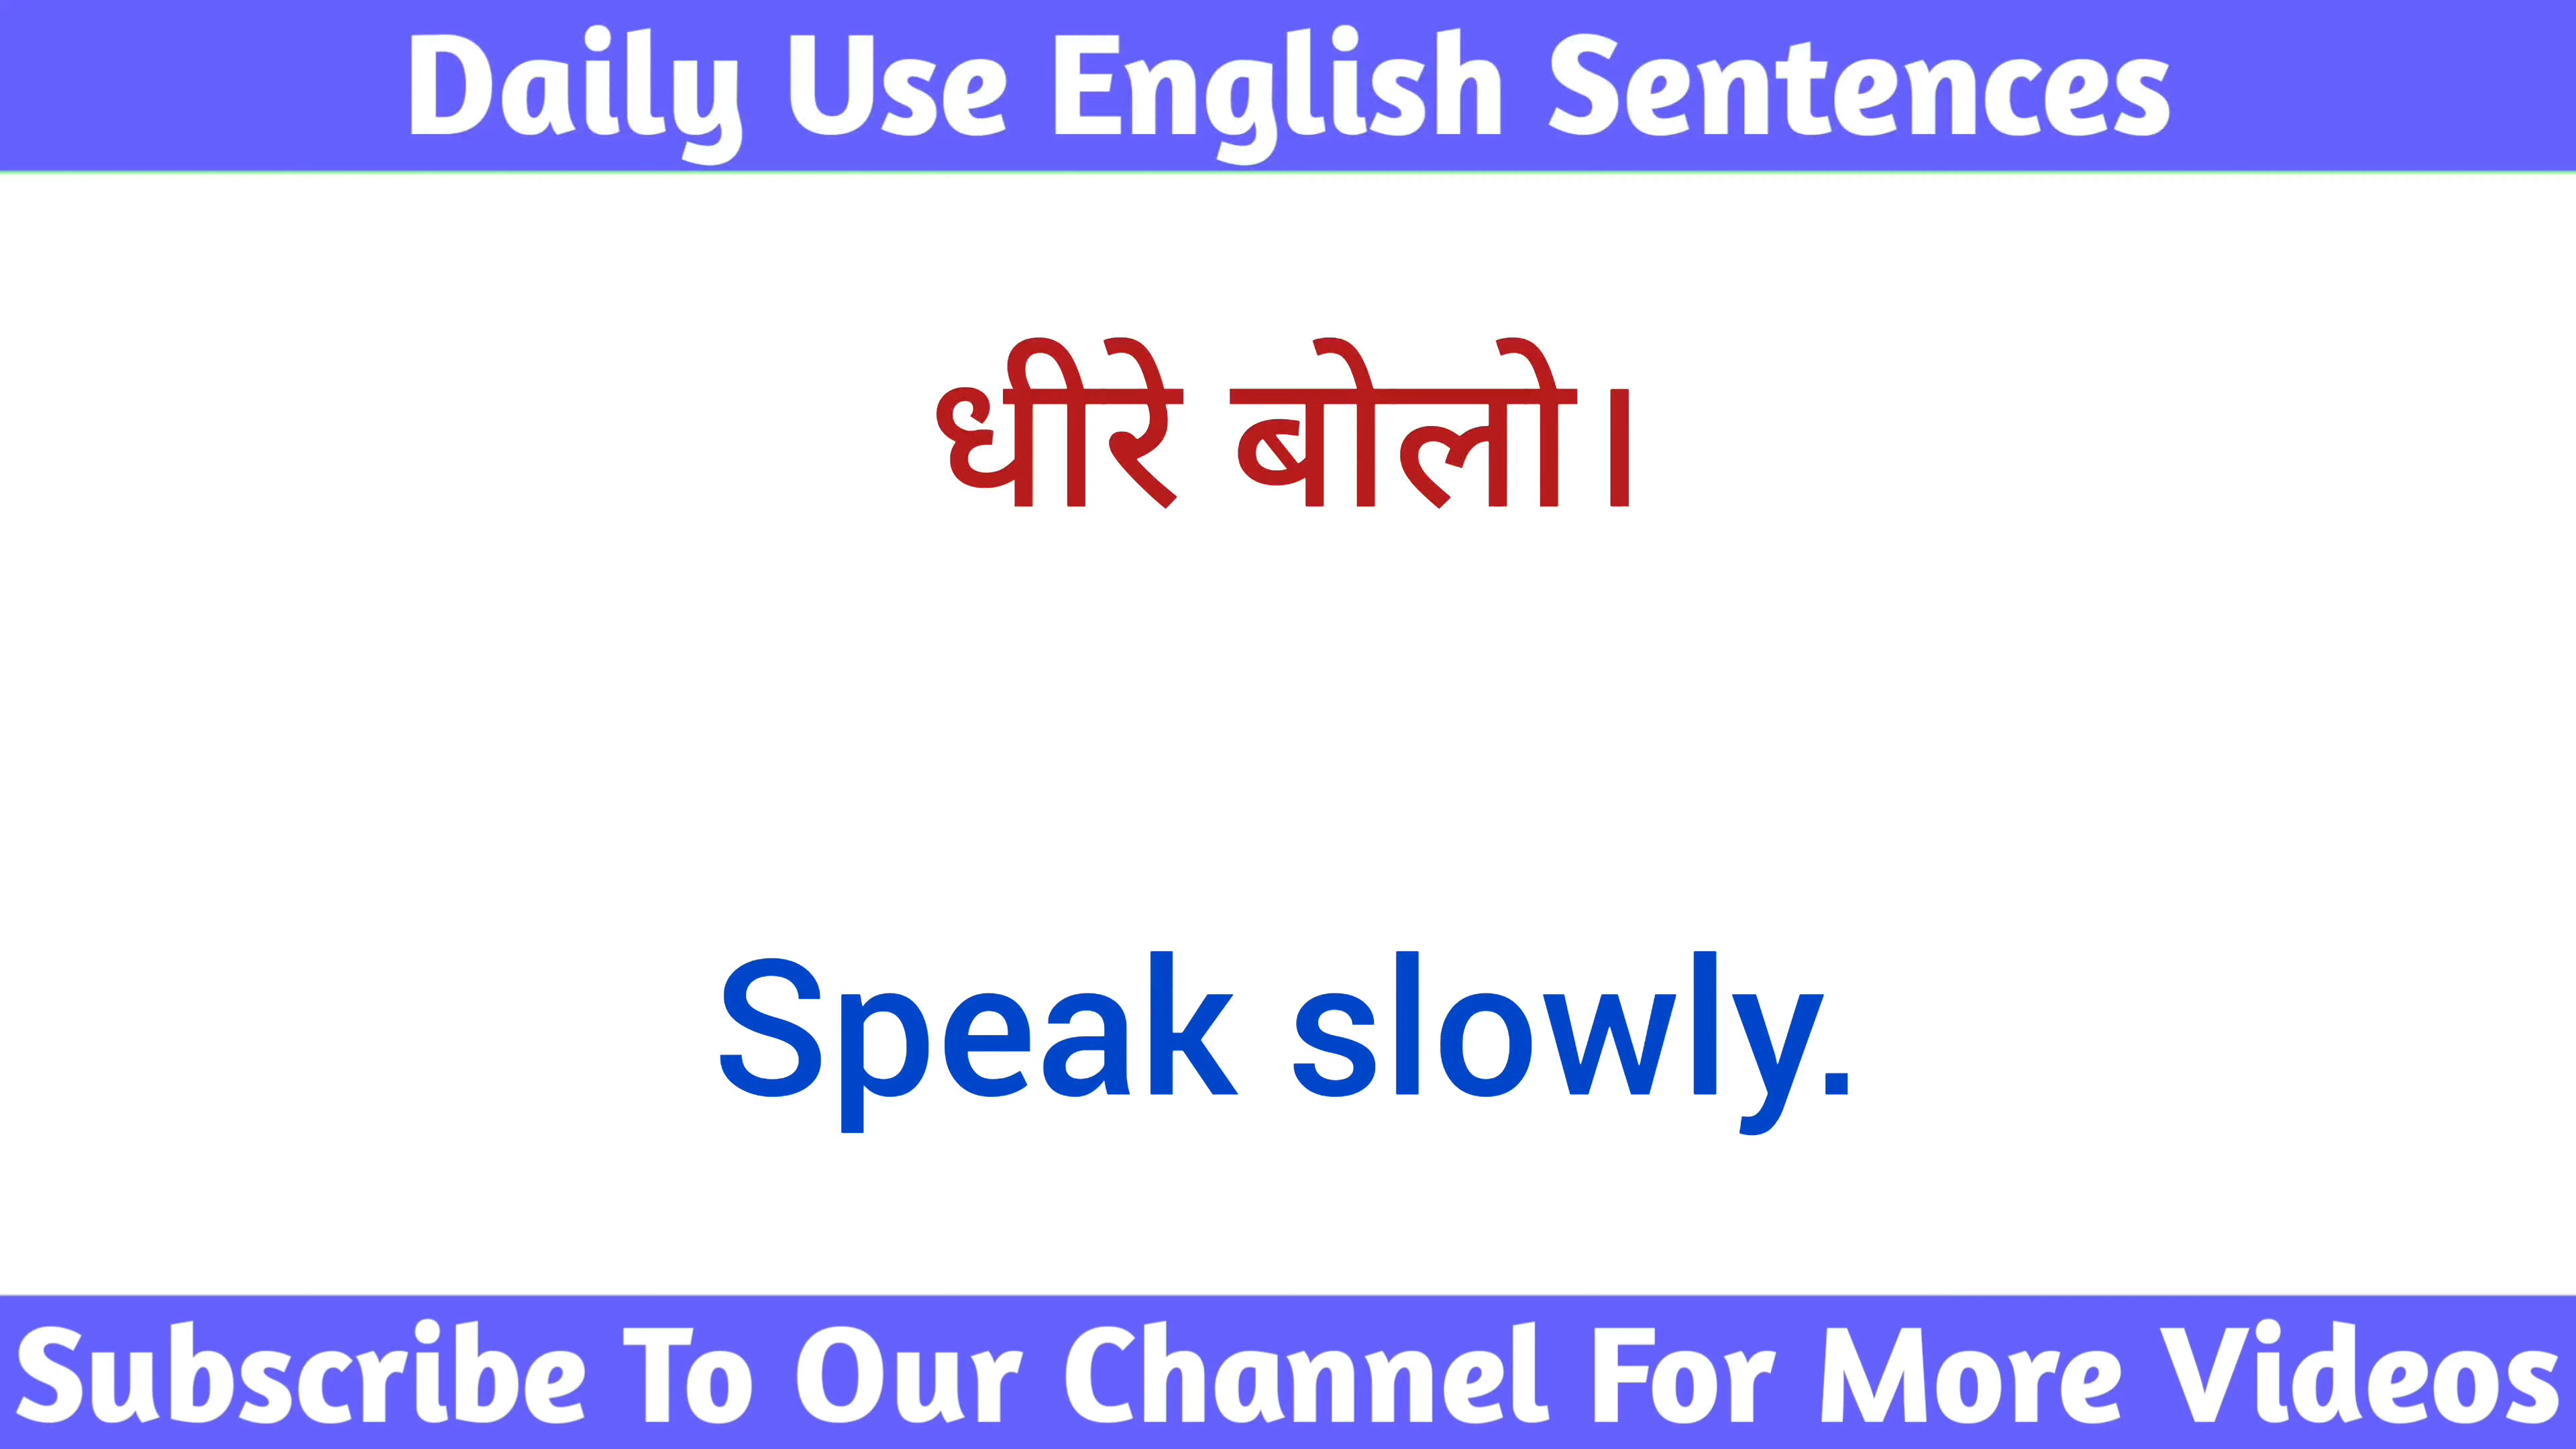 Daily Use English Sentences
धीरे बोलो।
Speak slowly.
Subscribe To Our Channel For More Videos